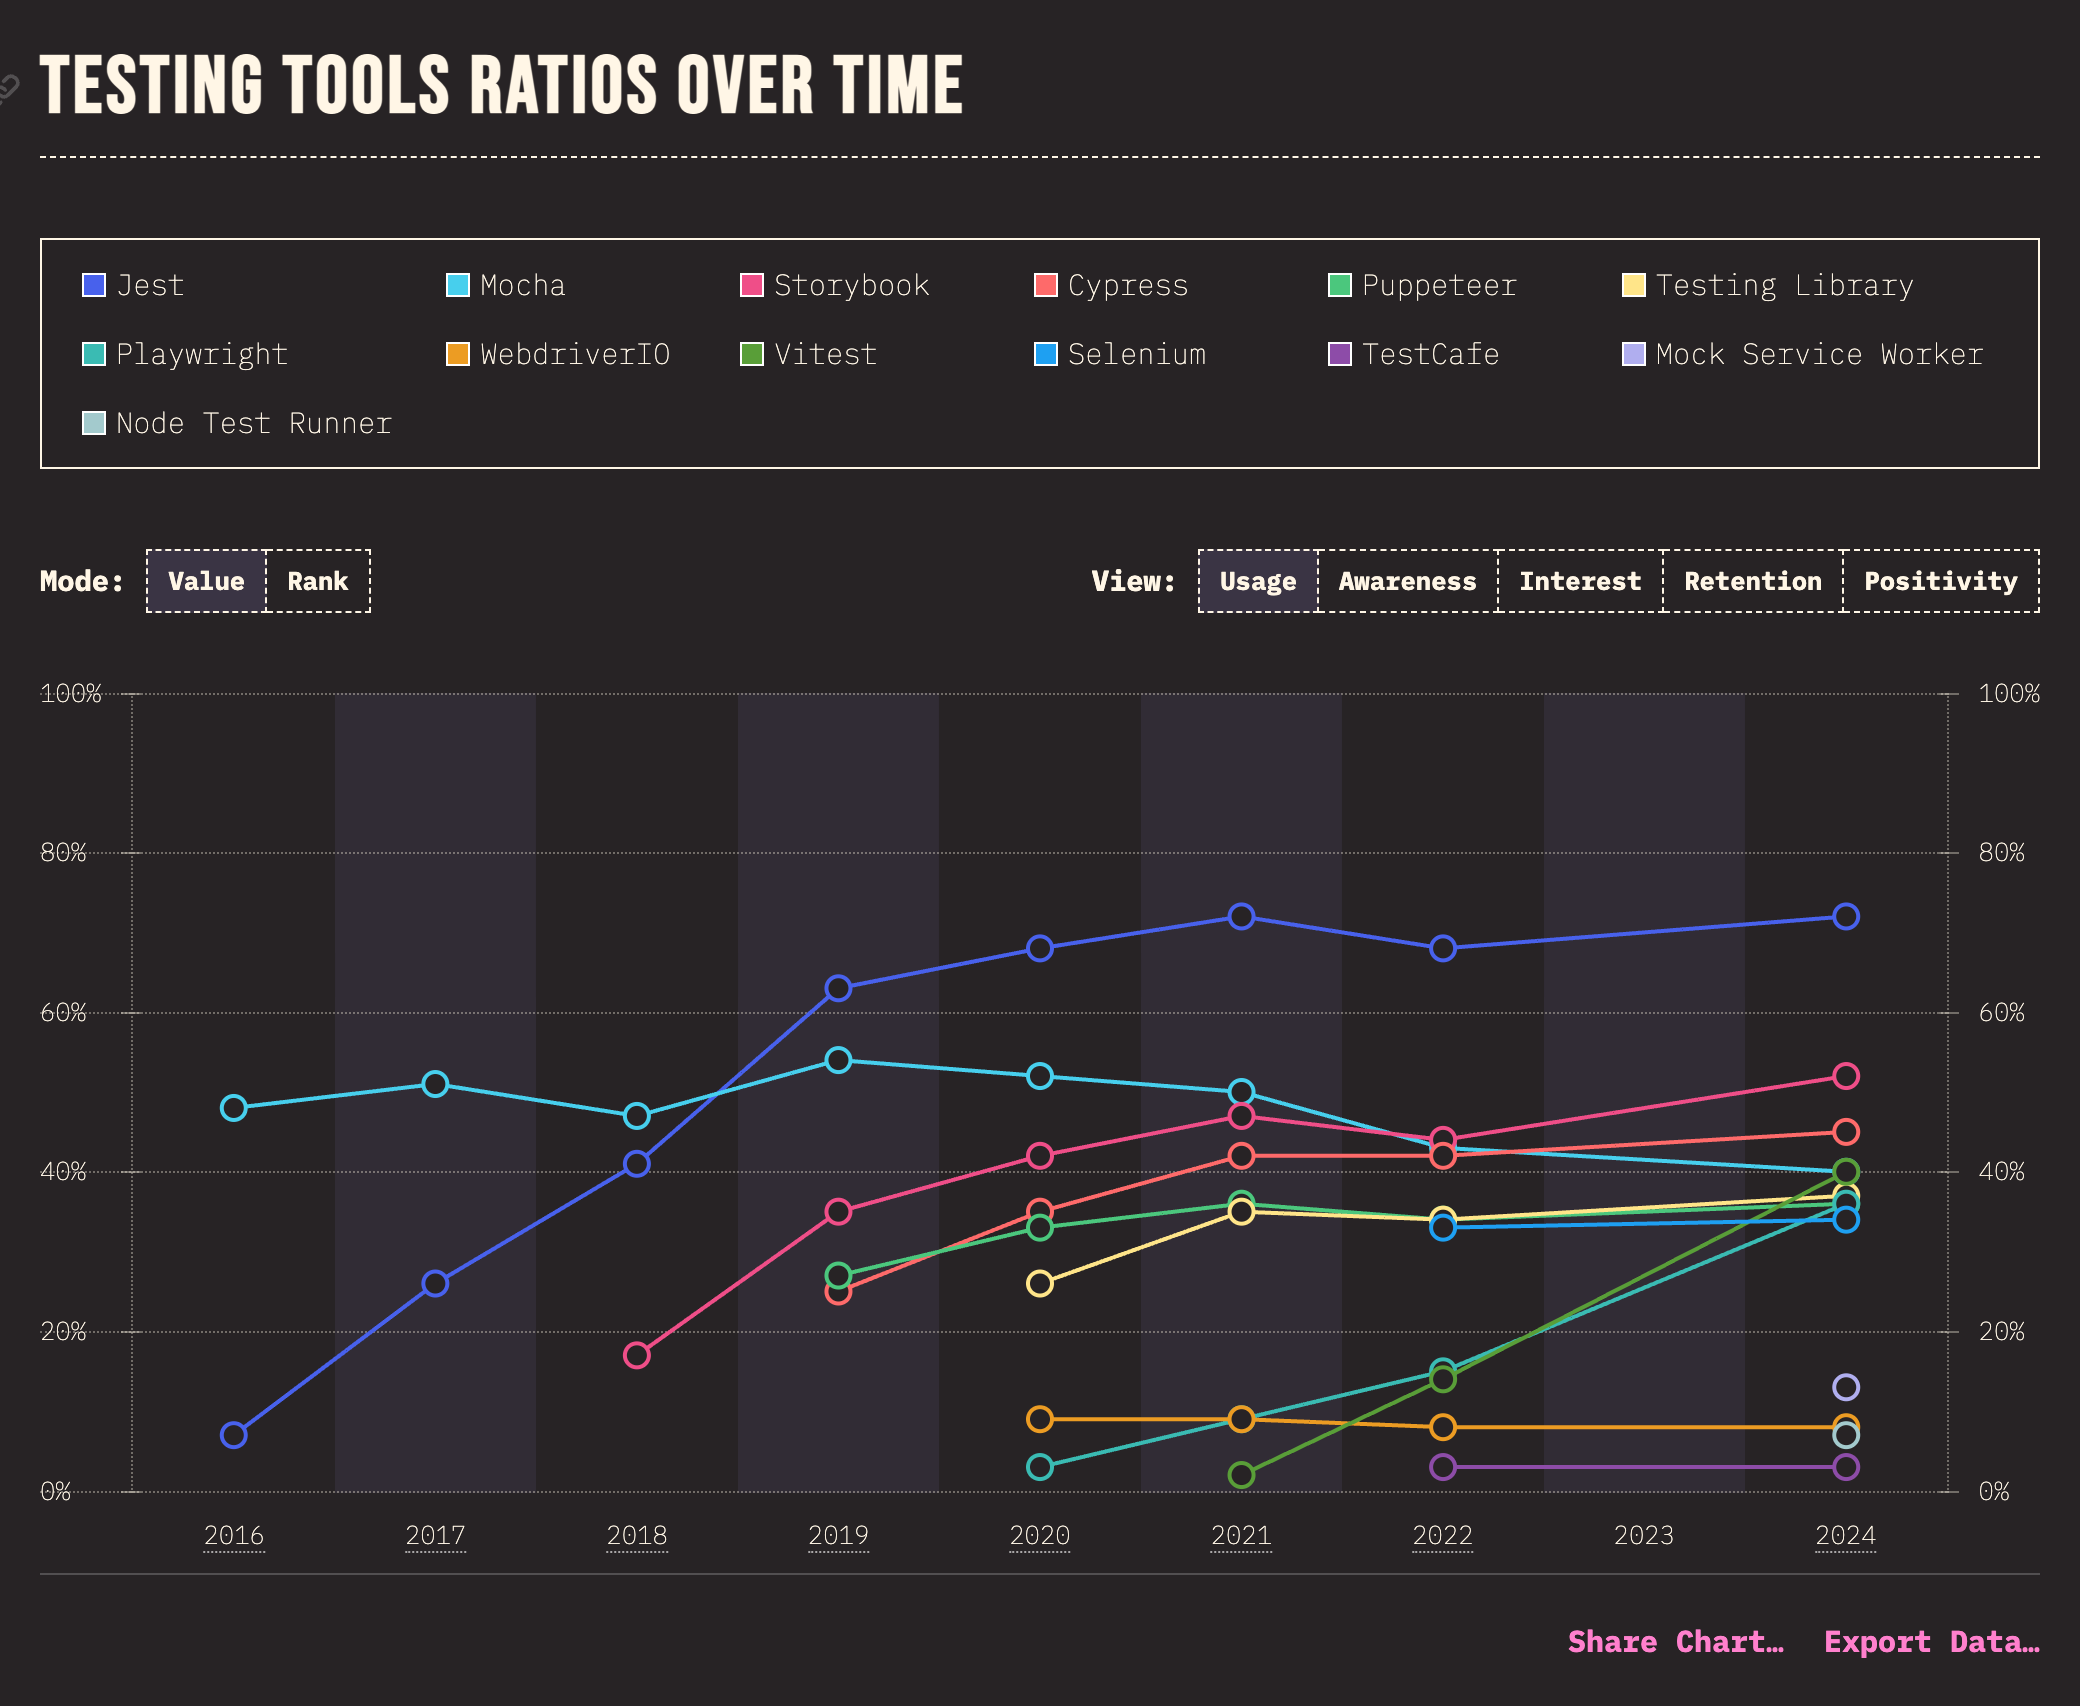 TESTING TOOLS RATIOS OVER TIME
Jest Mocha Storybook Cypress Puppeteer Testing Library
Playwright WebdriverIO Vitest Selenium TestCafe Mock Service Worker
Node Test Runner
Mode: Value Rank View: Usage Awareness Interest Retention Positivity
100% 100%
80% 80%
60% 60%
40% 40%
20% 20%
0% 0%
2016 2017 2018 2019 2020 2021 2022 2023 2024
Share Chart… Export Data…